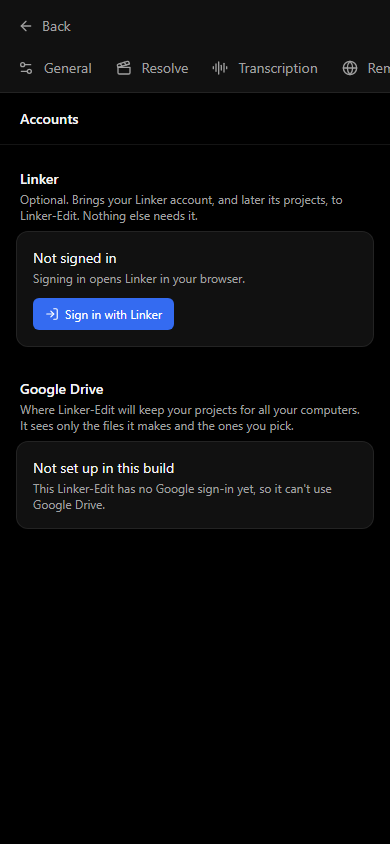 Back
General
Resolve
Transcription
Rem
Accounts
Linker
Optional. Brings your Linker account, and later its projects, to
Linker-Edit. Nothing else needs it.
Not signed in
Signing in opens Linker in your browser.
Sign in with Linker
Google Drive
Where Linker-Edit will keep your projects for all your computers.
It sees only the files it makes and the ones you pick.
Not set up in this build
This Linker-Edit has no Google sign-in yet, so it can't use
Google Drive.